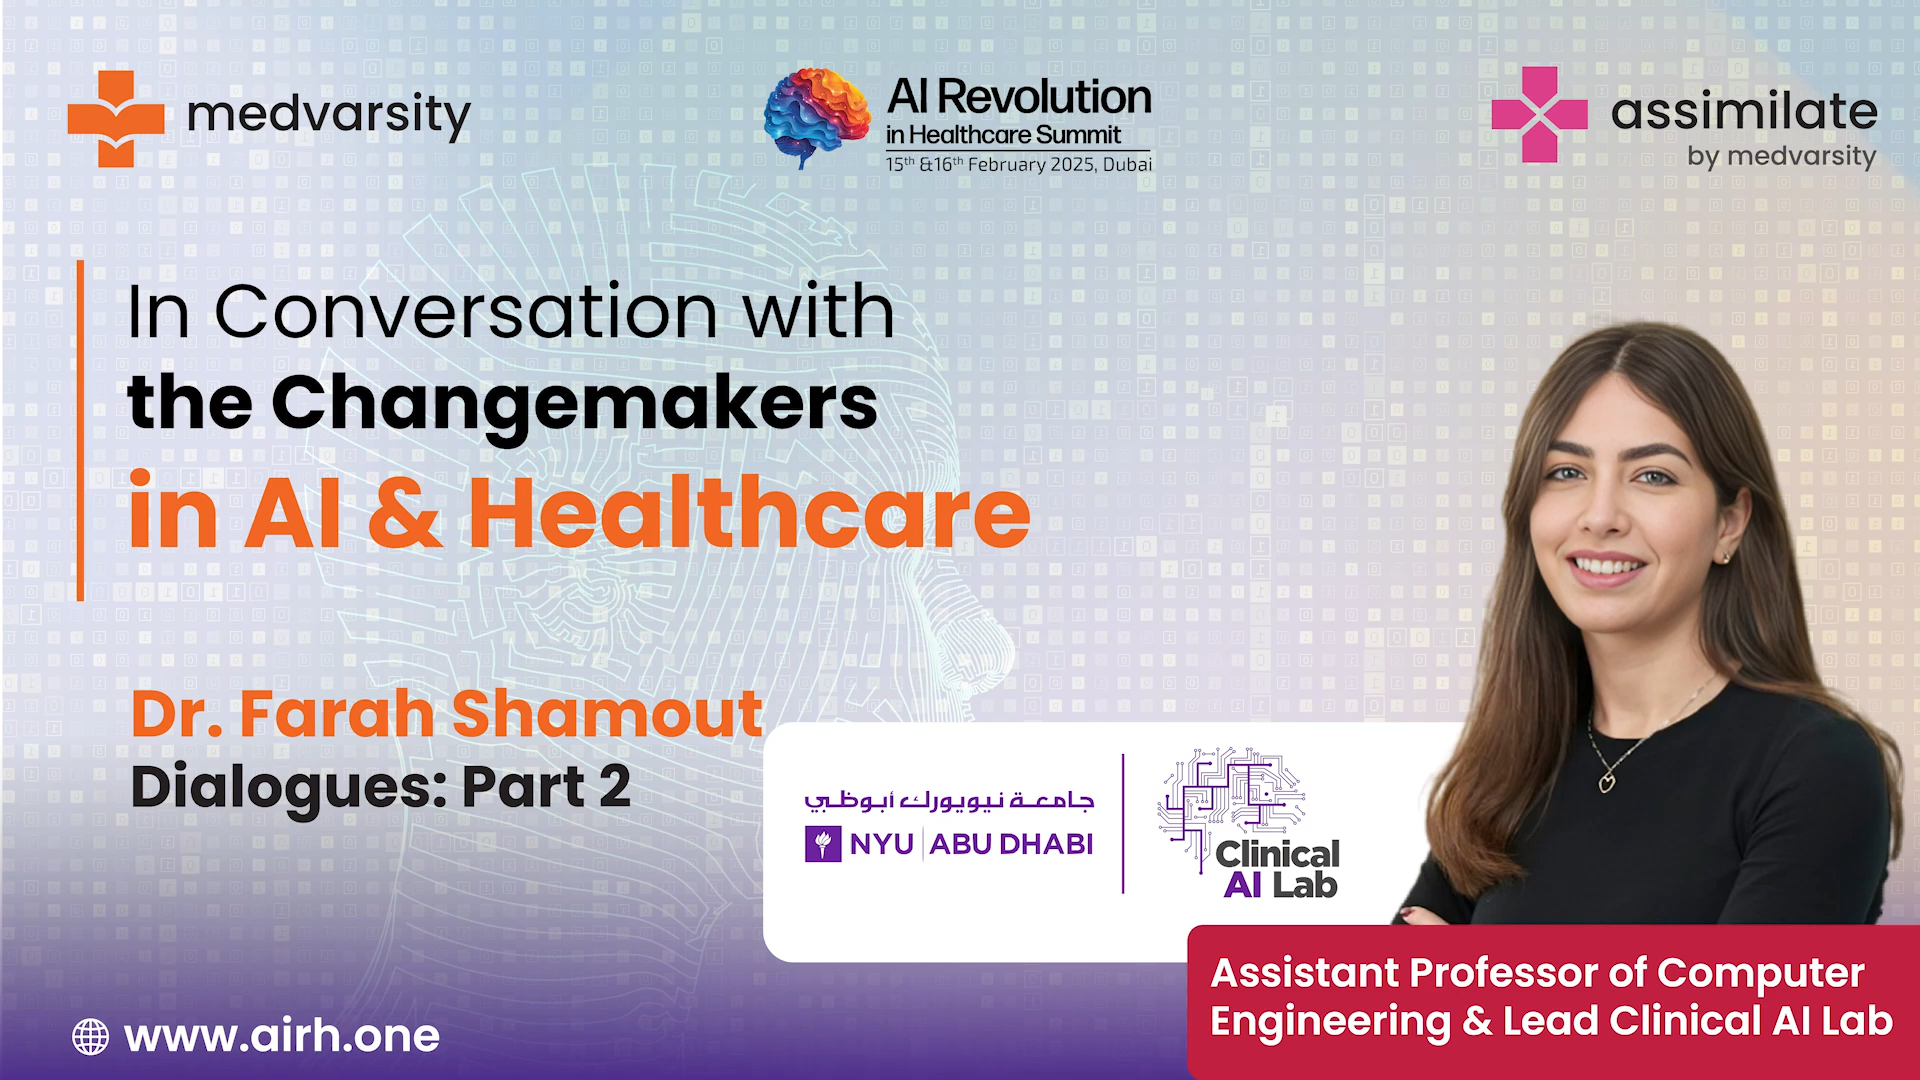 medvarsity
AI Revolution
in Healthcare Summit
15th & 16th February 2025, Dubai
assimilate
by medvarsity
In Conversation with
the Changemakers
in AI & Healthcare
Dr. Farah Shamout
Dialogues: Part 2
جامعة نيويورك أبوظبي
NYU | ABU DHABI
Clinical
AI Lab
Assistant Professor of Computer
Engineering & Lead Clinical AI Lab
www.airh.one